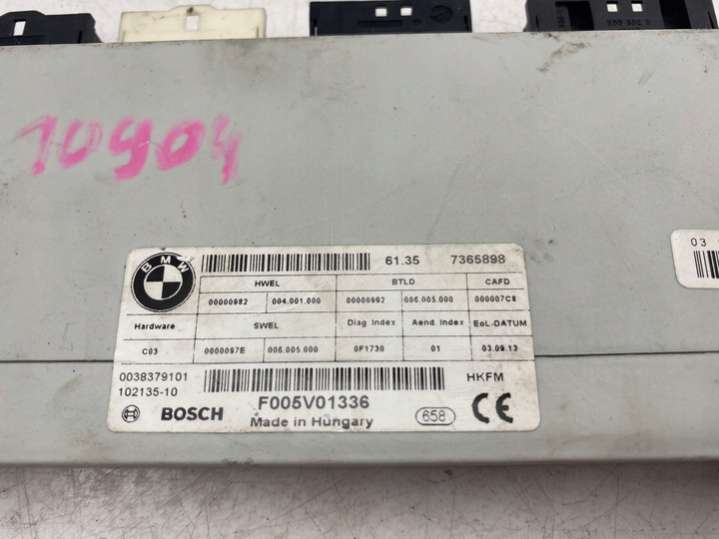 10904
BMW
61.35 7365898
HWEL BTLD CAFD
00000982 004.001.000 00000992 006.005.000 000007C8
Hardware SWEL Diag Index Aend. Index EoL-DATUM
C03 0000097E 006.005.000 0F1730 01 03.09.13
0038379101 HKFM
102135-10
BOSCH F005V01336
Made in Hungary 658 CE
03